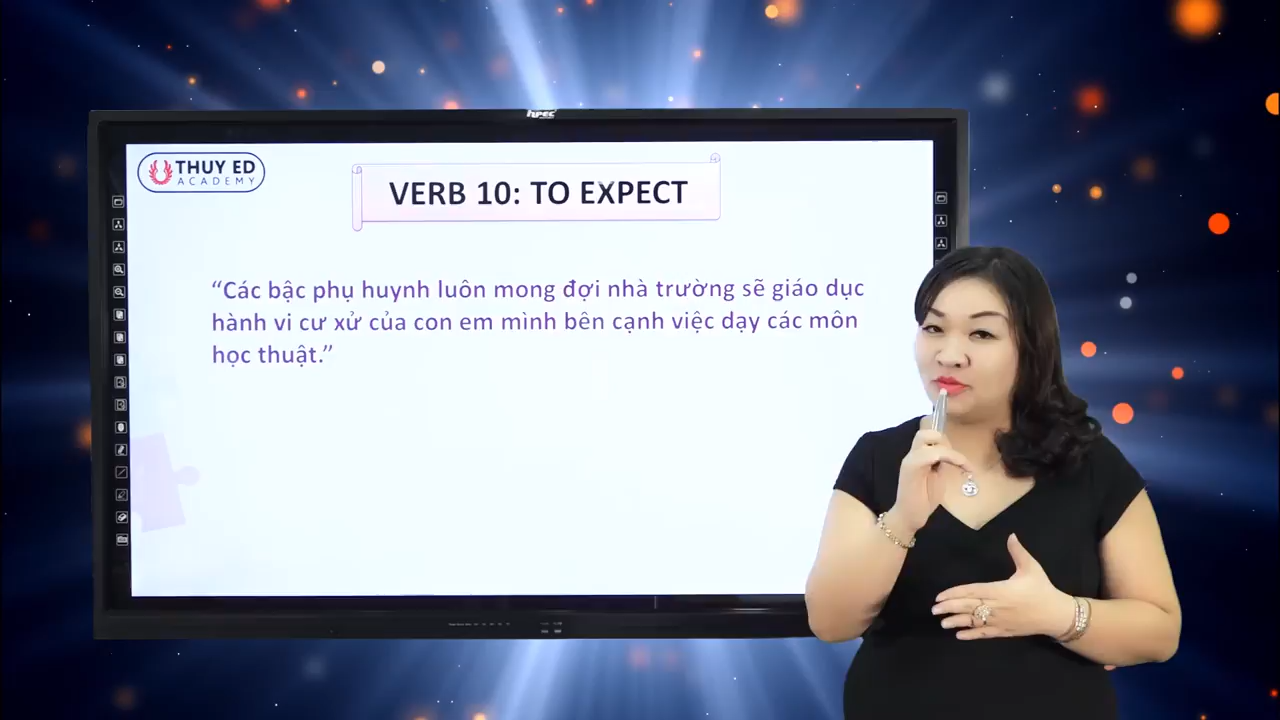 hpec
THUY ED
ACADEMY
VERB 10: TO EXPECT
“Các bậc phụ huynh luôn mong đợi nhà trường sẽ giáo dục
hành vi cư xử của con em mình bên cạnh việc dạy các môn
học thuật.”